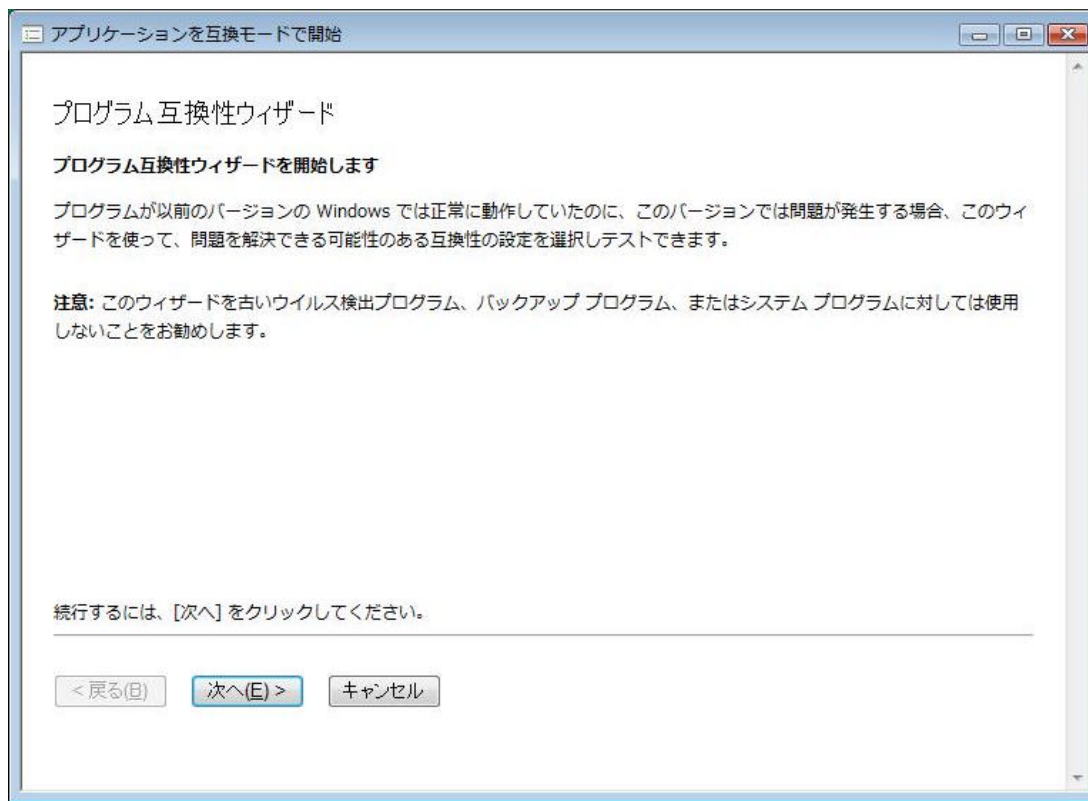 アプリケーションを互換モードで開始
プログラム互換性ウィザード
プログラム互換性ウィザードを開始します
プログラムが以前のバージョンの Windows では正常に動作していたのに、このバージョンでは問題が発生する場合、このウィ
ザードを使って、問題を解決できる可能性のある互換性の設定を選択しテストできます。
注意: このウィザードを古いウイルス検出プログラム、バックアップ プログラム、またはシステム プログラムに対しては使用
しないことをお勧めします。
続行するには、[次へ] をクリックしてください。
< 戻る(B) 次へ(E) > キャンセル